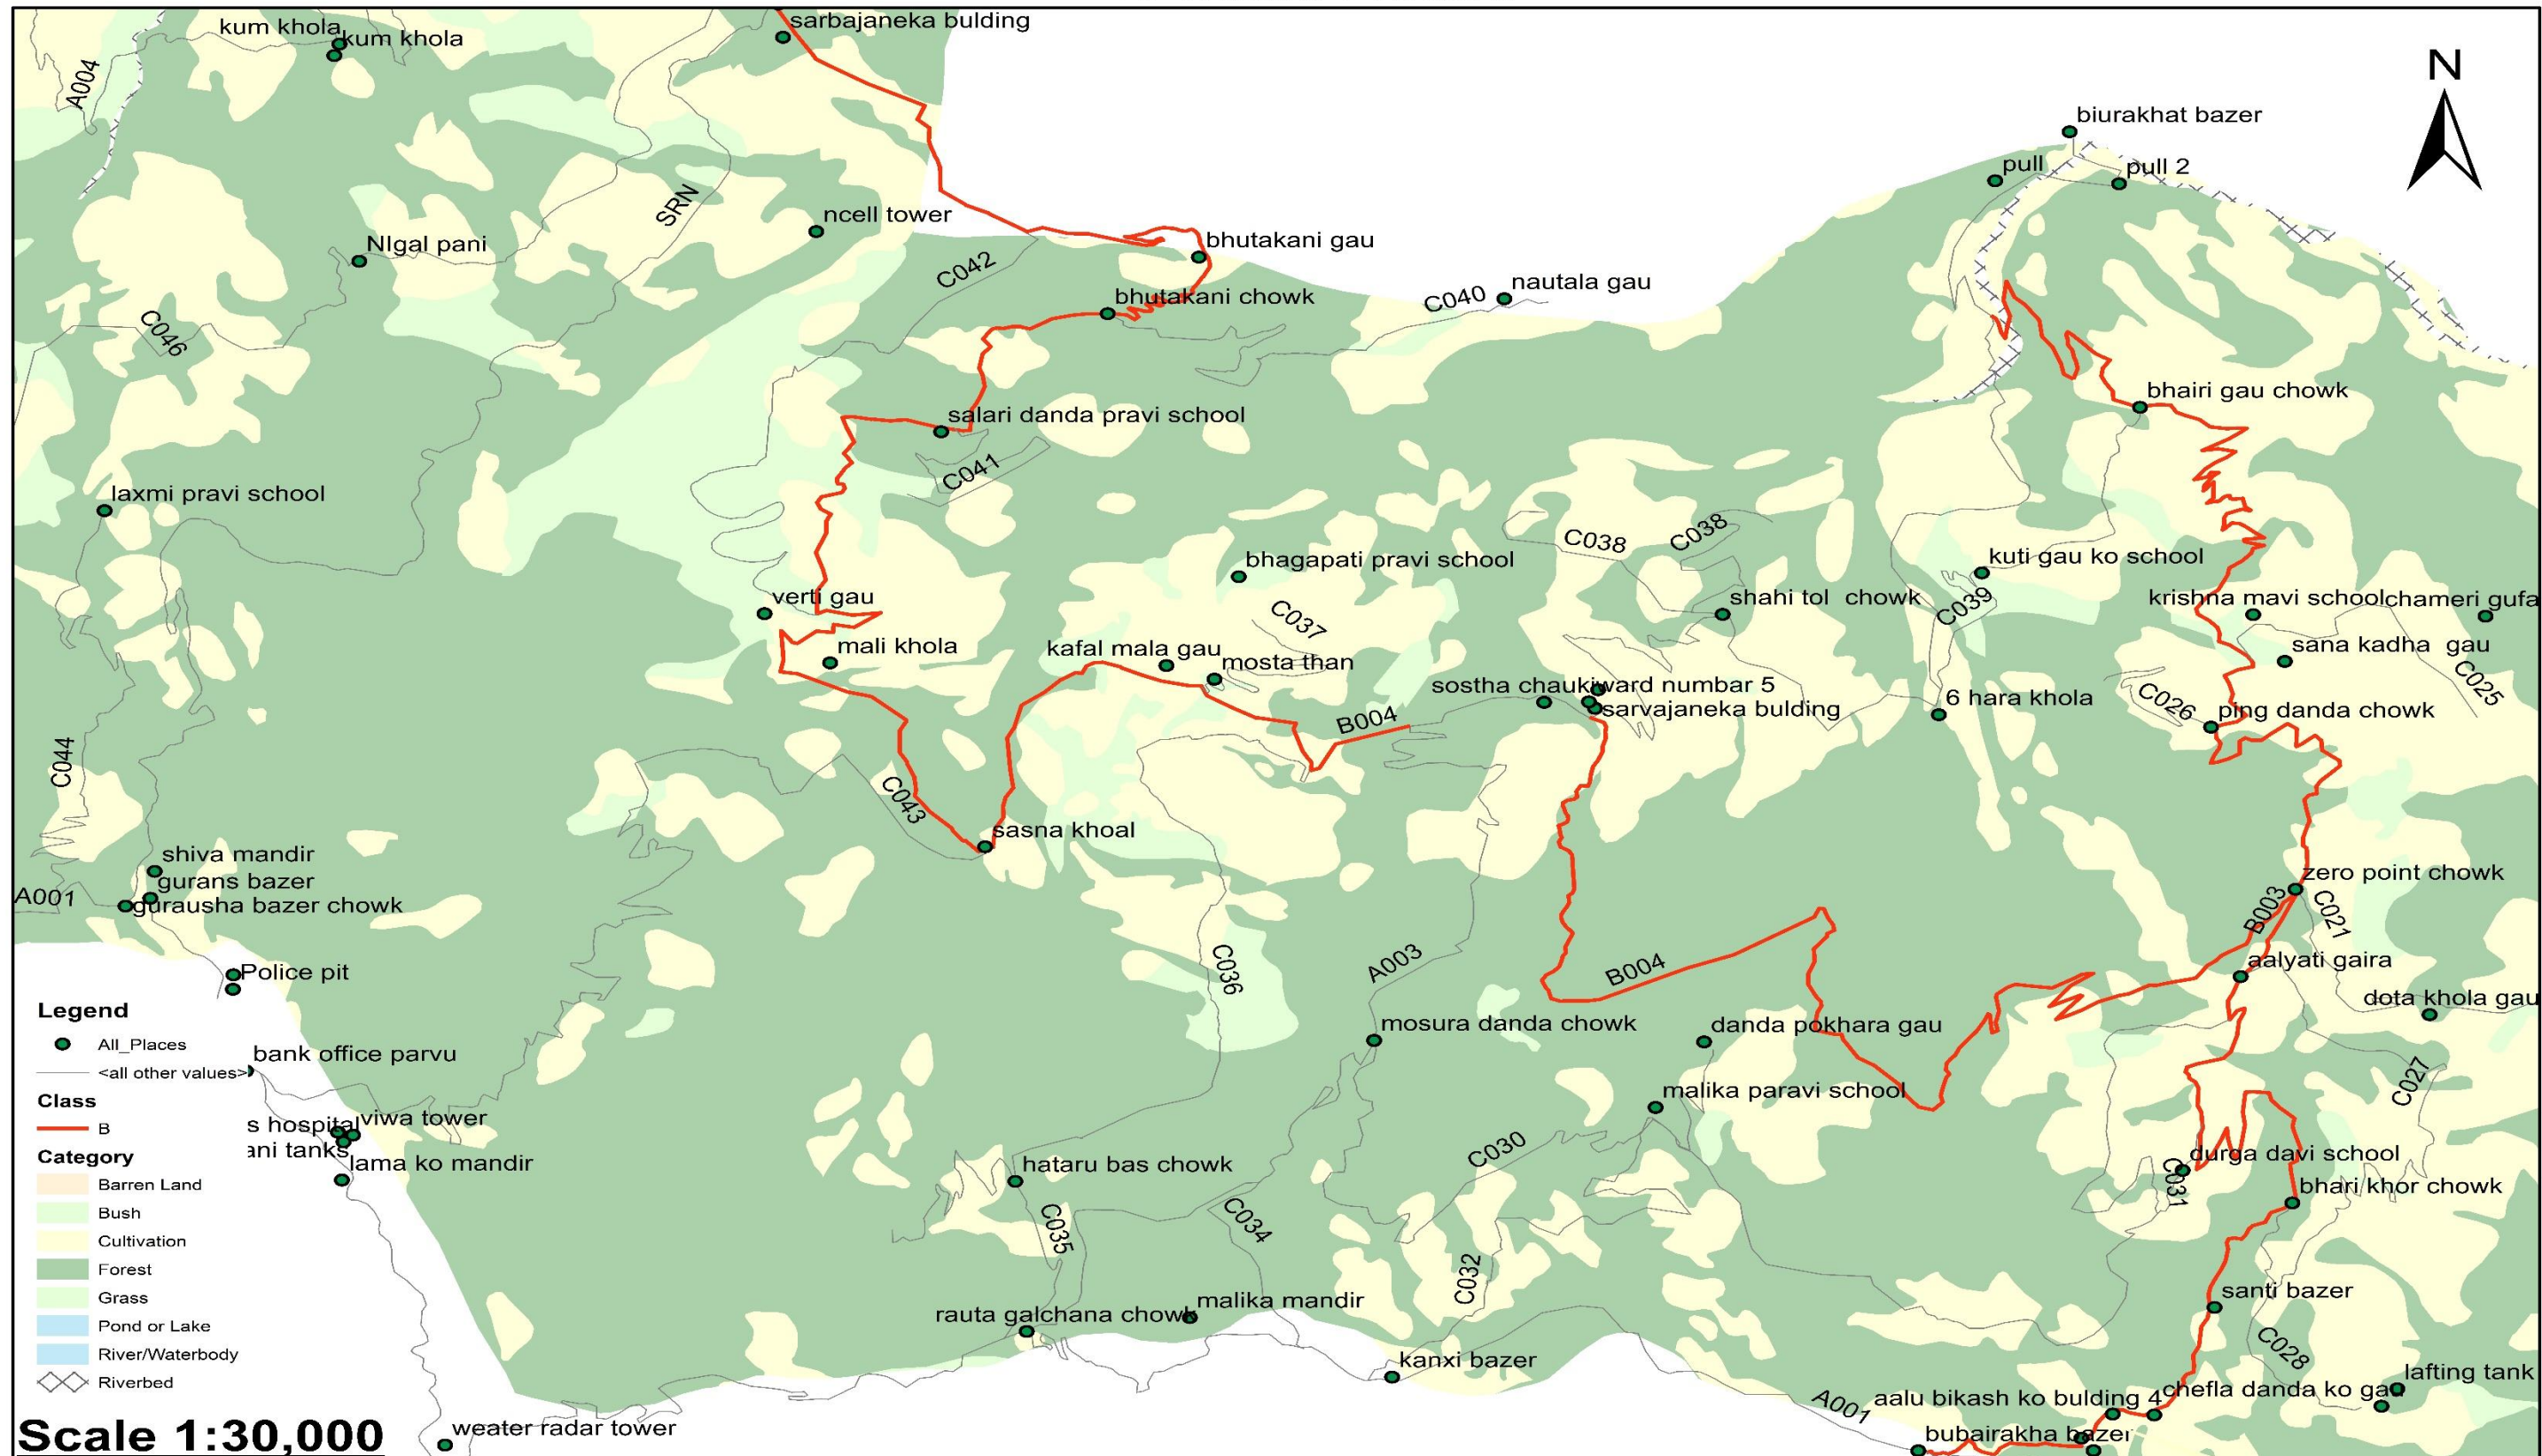 sarbajaneka bulding
kum khola
kum khola
A004
N
biurakhat bazer
pull
pull 2
SRN
ncell tower
NIgal pani
bhutakani gau
C042
nautala gau
C040
bhutakani chowk
C046
bhairi gau chowk
salari danda pravi school
C041
laxmi pravi school
C038
C038
bhagapati pravi school
kuti gau ko school
verti gau
shahi tol  chowk
C039
krishna mavi school
chameri gufa
C037
mali khola
kafal mala gau
mosta than
sana kadha  gau
C025
sostha chauki
ward numbar 5
sarvajaneka bulding
6 hara khola
C026
ping danda chowk
B004
C044
C043
sasna khoal
shiva mandir
gurans bazer
A001
gurausha bazer chowk
zero point chowk
B003
C021
Police pit
C036
A003
B004
aalyati gaira
dota khola gau
Legend
All_Places
<all other values>
Class
B
Category
Barren Land
Bush
Cultivation
Forest
Grass
Pond or Lake
River/Waterbody
Riverbed
Scale 1:30,000
bank office parvu
mosura danda chowk
danda pokhara gau
C027
malika paravi school
s hospital
viwa tower
ani tanks
lama ko mandir
C030
hataru bas chowk
durga davi school
C031
bhari khor chowk
C035
C034
C032
santi bazer
rauta galchana chowk
malika mandir
C028
kanxi bazer
lafting tank
A001
aalu bikash ko bulding 4
chefla danda ko gau
weater radar tower
bubairakha bazer